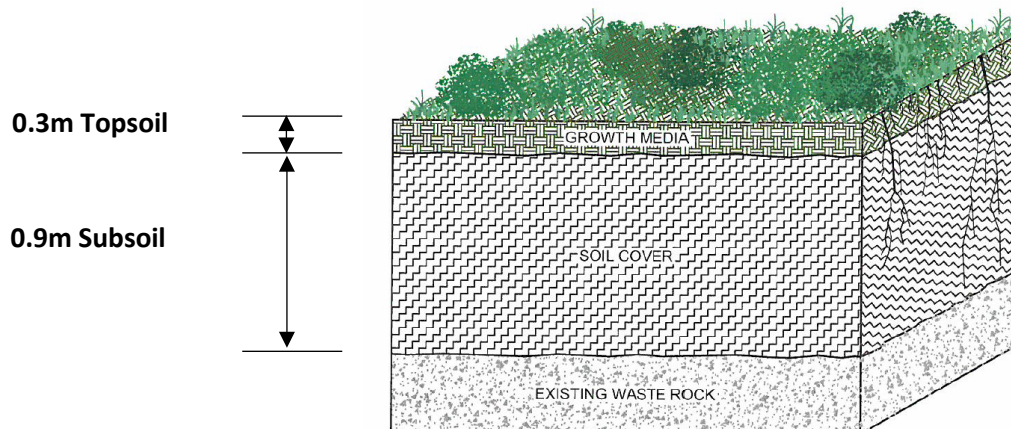 0.3m Topsoil
GROWTH MEDIA
0.9m Subsoil
SOIL COVER
EXISTING WASTE ROCK